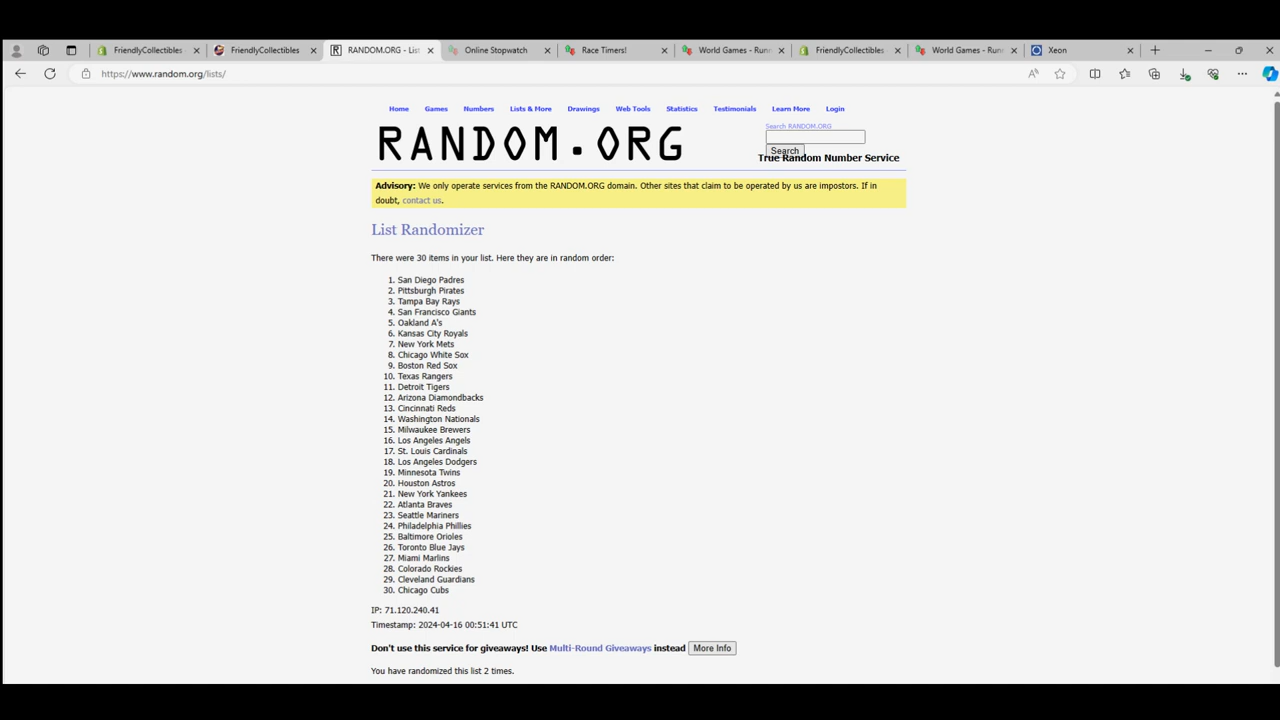 FriendlyCollectibles
FriendlyCollectibles
RANDOM.ORG - List
Online Stopwatch
Race Timers!
World Games - Runn
FriendlyCollectibles
World Games - Runn
Xeon
https://www.random.org/lists/
Home Games Numbers Lists & More Drawings Web Tools Statistics Testimonials Learn More Login
RANDOM.ORG
Search RANDOM.ORG
Search
True Random Number Service
Advisory: We only operate services from the RANDOM.ORG domain. Other sites that claim to be operated by us are impostors. If in
doubt, contact us.
List Randomizer
There were 30 items in your list. Here they are in random order:
1. San Diego Padres
2. Pittsburgh Pirates
3. Tampa Bay Rays
4. San Francisco Giants
5. Oakland A's
6. Kansas City Royals
7. New York Mets
8. Chicago White Sox
9. Boston Red Sox
10. Texas Rangers
11. Detroit Tigers
12. Arizona Diamondbacks
13. Cincinnati Reds
14. Washington Nationals
15. Milwaukee Brewers
16. Los Angeles Angels
17. St. Louis Cardinals
18. Los Angeles Dodgers
19. Minnesota Twins
20. Houston Astros
21. New York Yankees
22. Atlanta Braves
23. Seattle Mariners
24. Philadelphia Phillies
25. Baltimore Orioles
26. Toronto Blue Jays
27. Miami Marlins
28. Colorado Rockies
29. Cleveland Guardians
30. Chicago Cubs
IP: 71.120.240.41
Timestamp: 2024-04-16 00:51:41 UTC
Don't use this service for giveaways! Use Multi-Round Giveaways instead More Info
You have randomized this list 2 times.